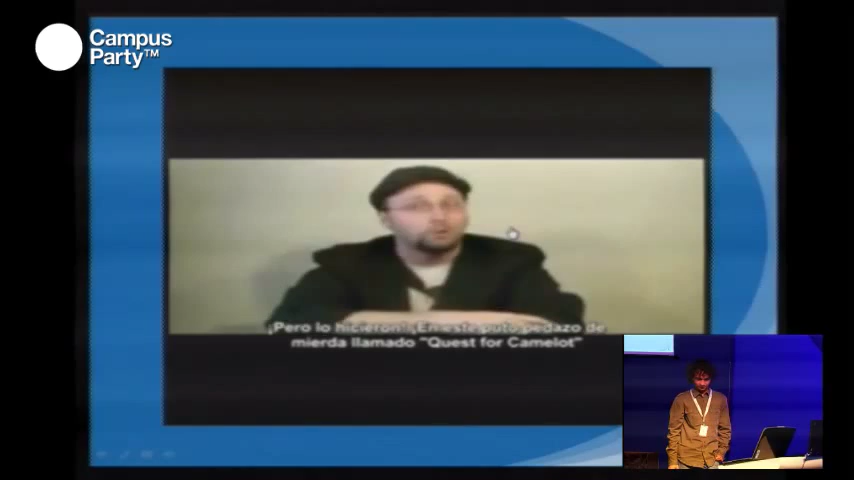 Campus
Party™
¡Pero lo hicieron! ¡En este puto pedazo de
mierda llamado "Quest for Camelot"